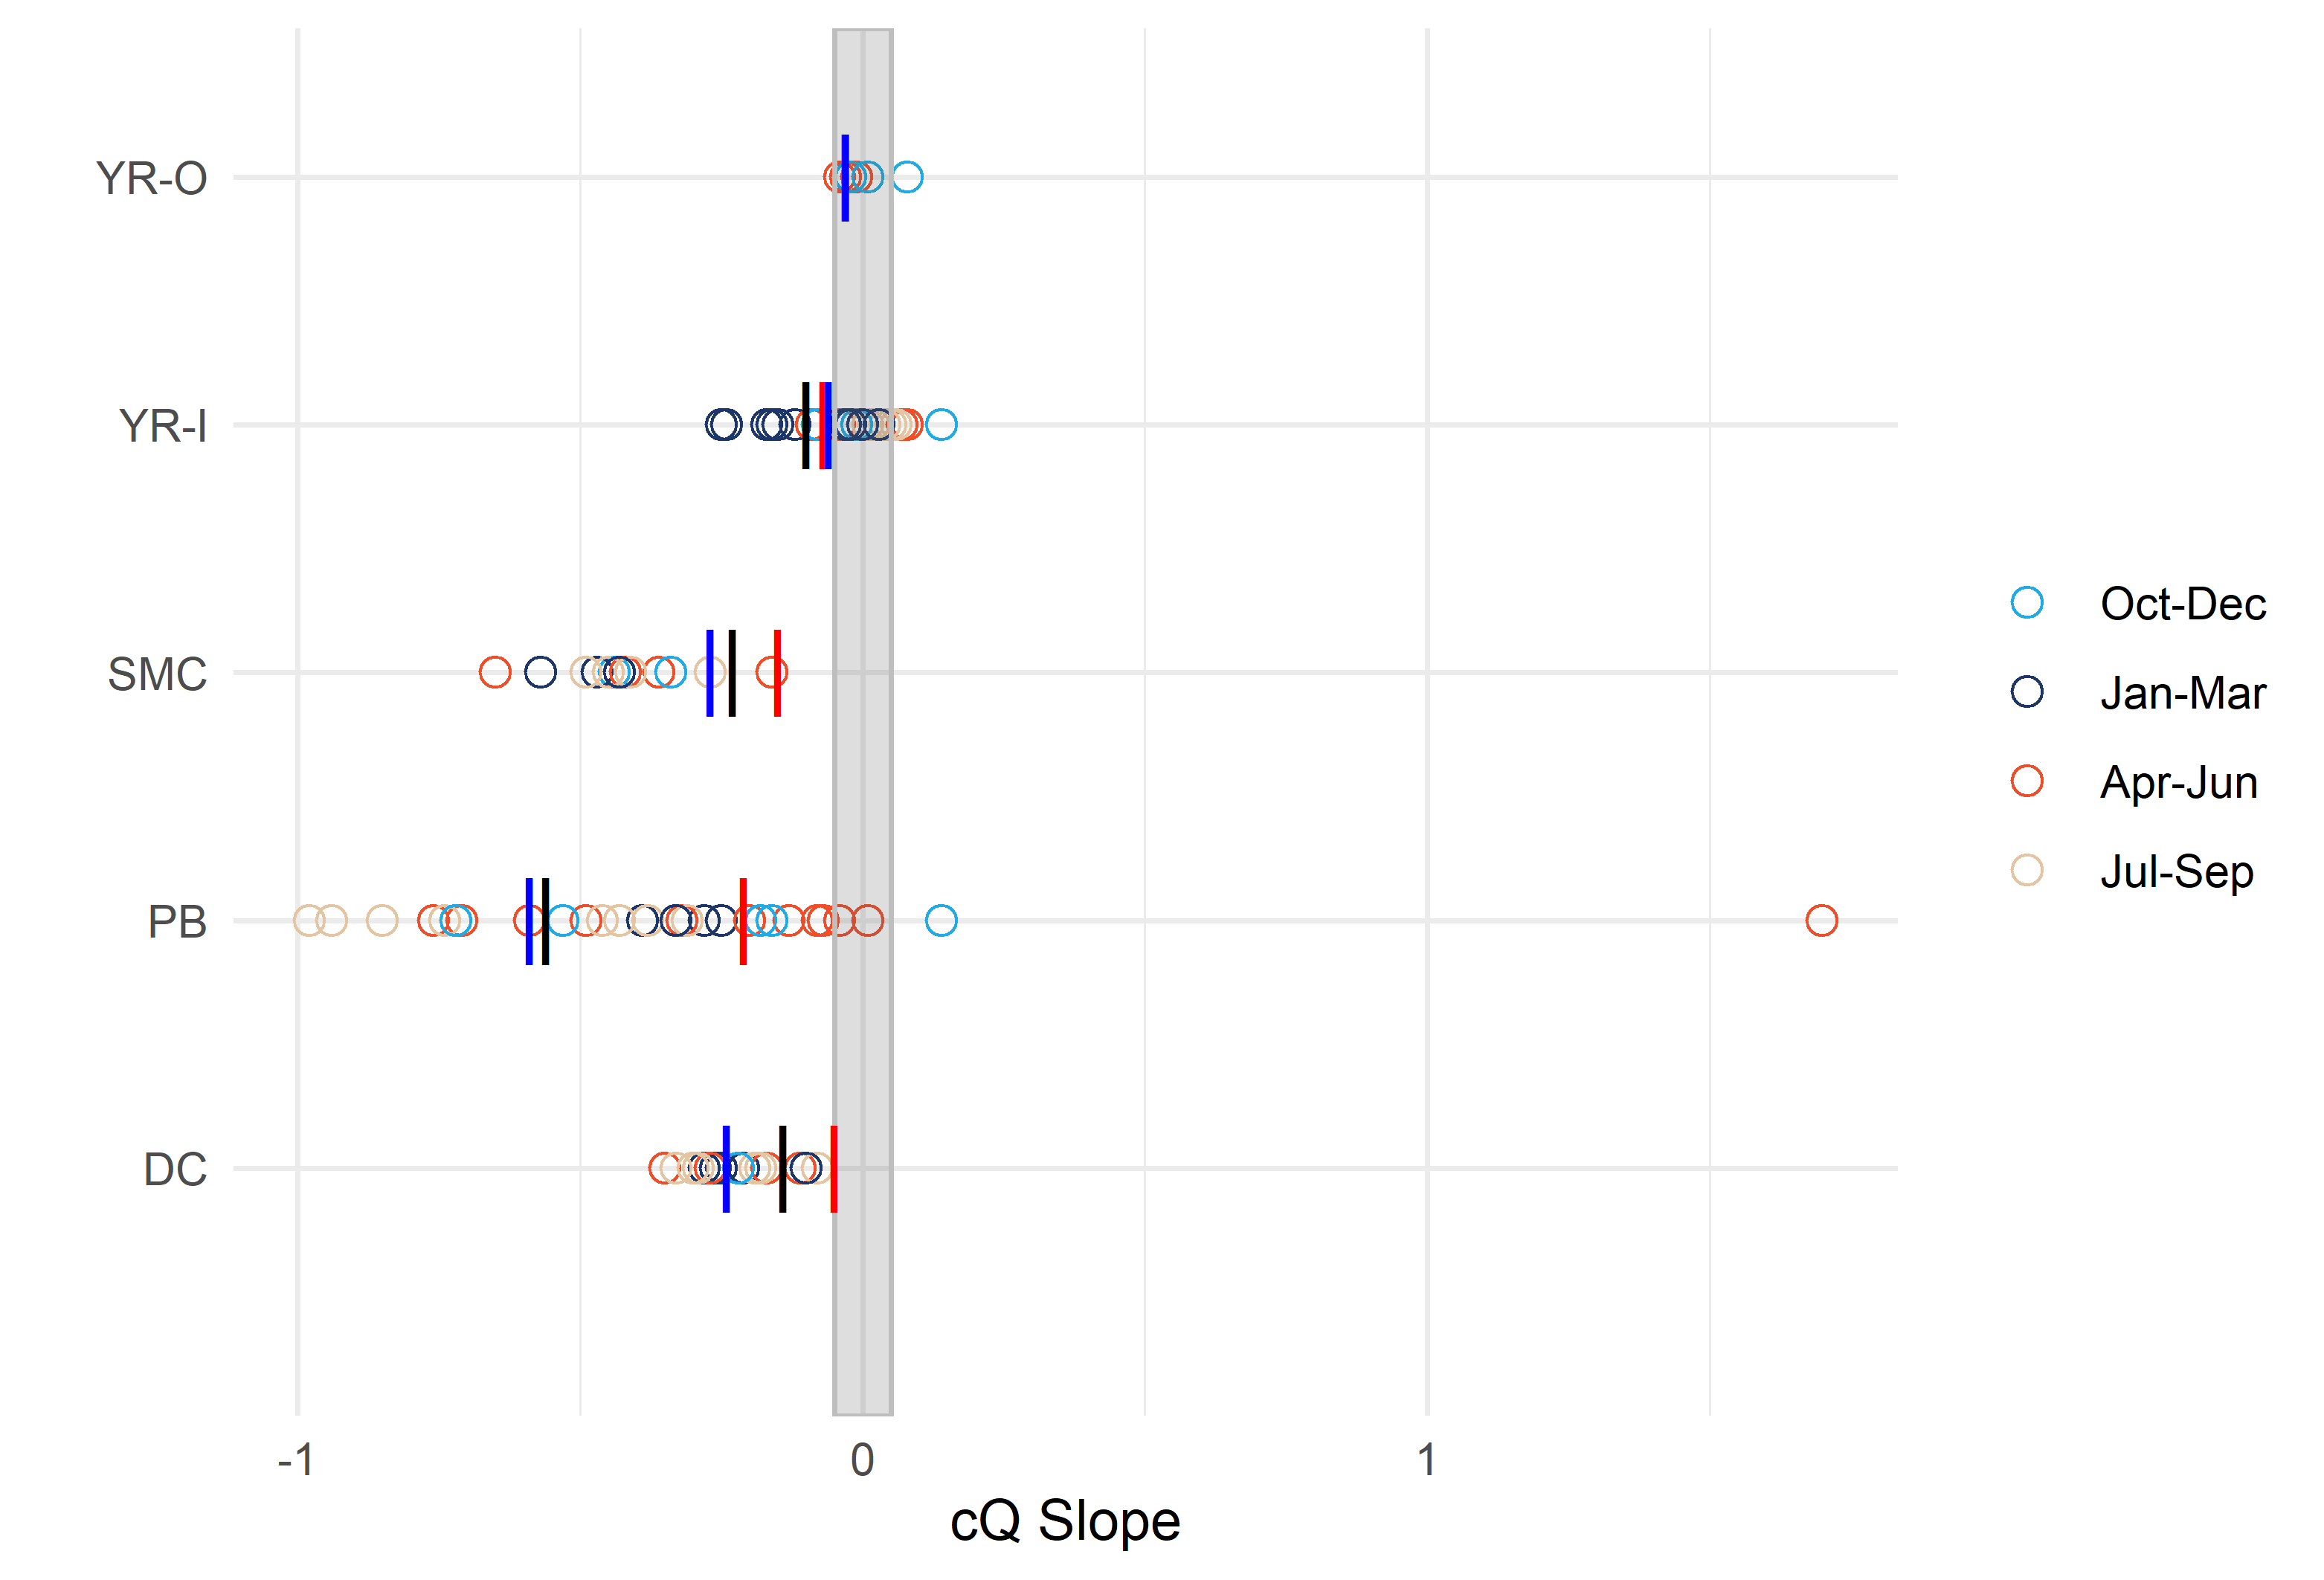 YR-O
YR-I
SMC
PB
DC
Oct-Dec
Jan-Mar
Apr-Jun
Jul-Sep
-1 0 1
cQ Slope